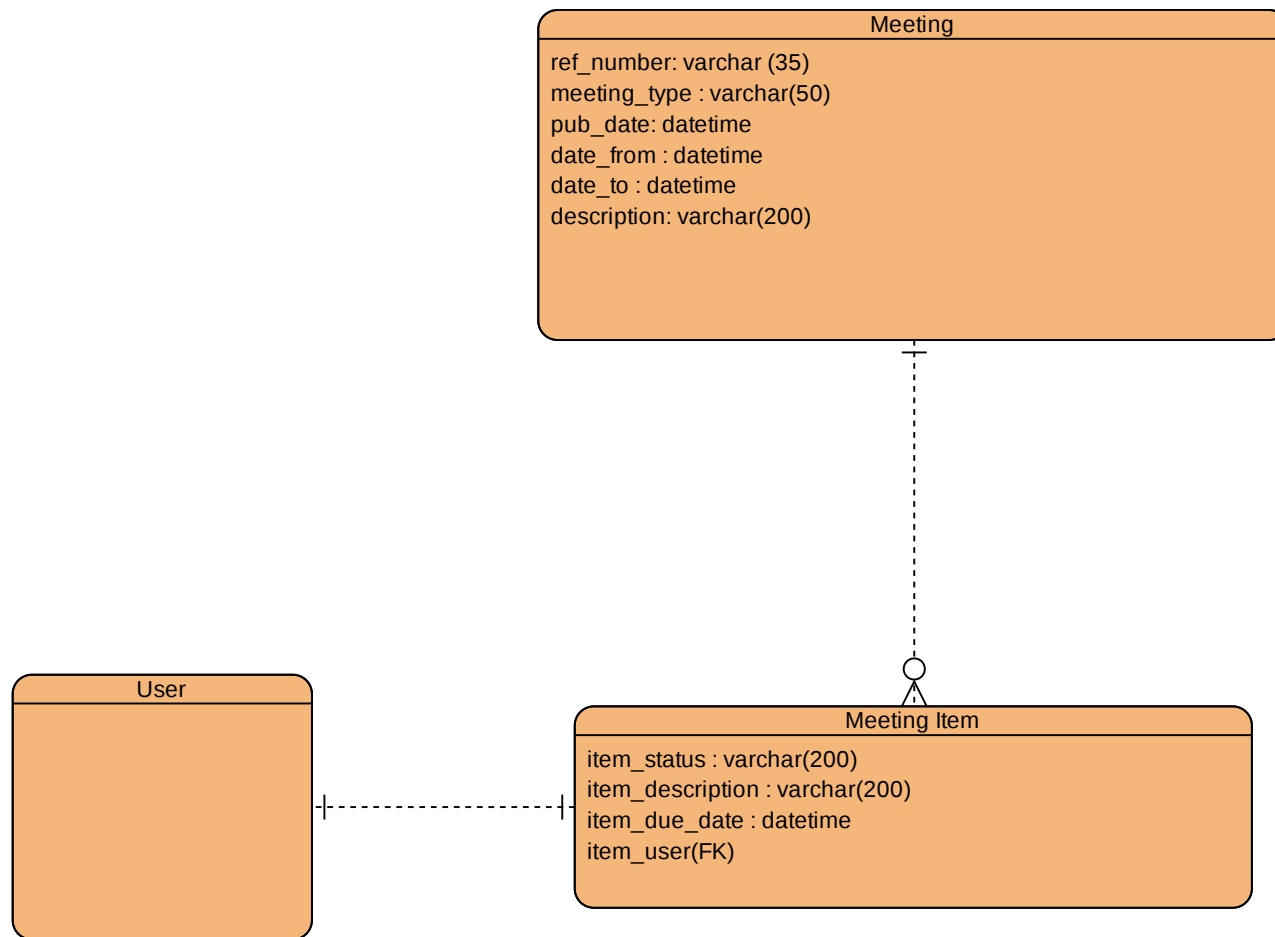 Meeting
ref_number: varchar (35)
meeting_type : varchar(50)
pub_date: datetime
date_from : datetime
date_to : datetime
description: varchar(200)
User
Meeting Item
item_status : varchar(200)
item_description : varchar(200)
item_due_date : datetime
item_user(FK)